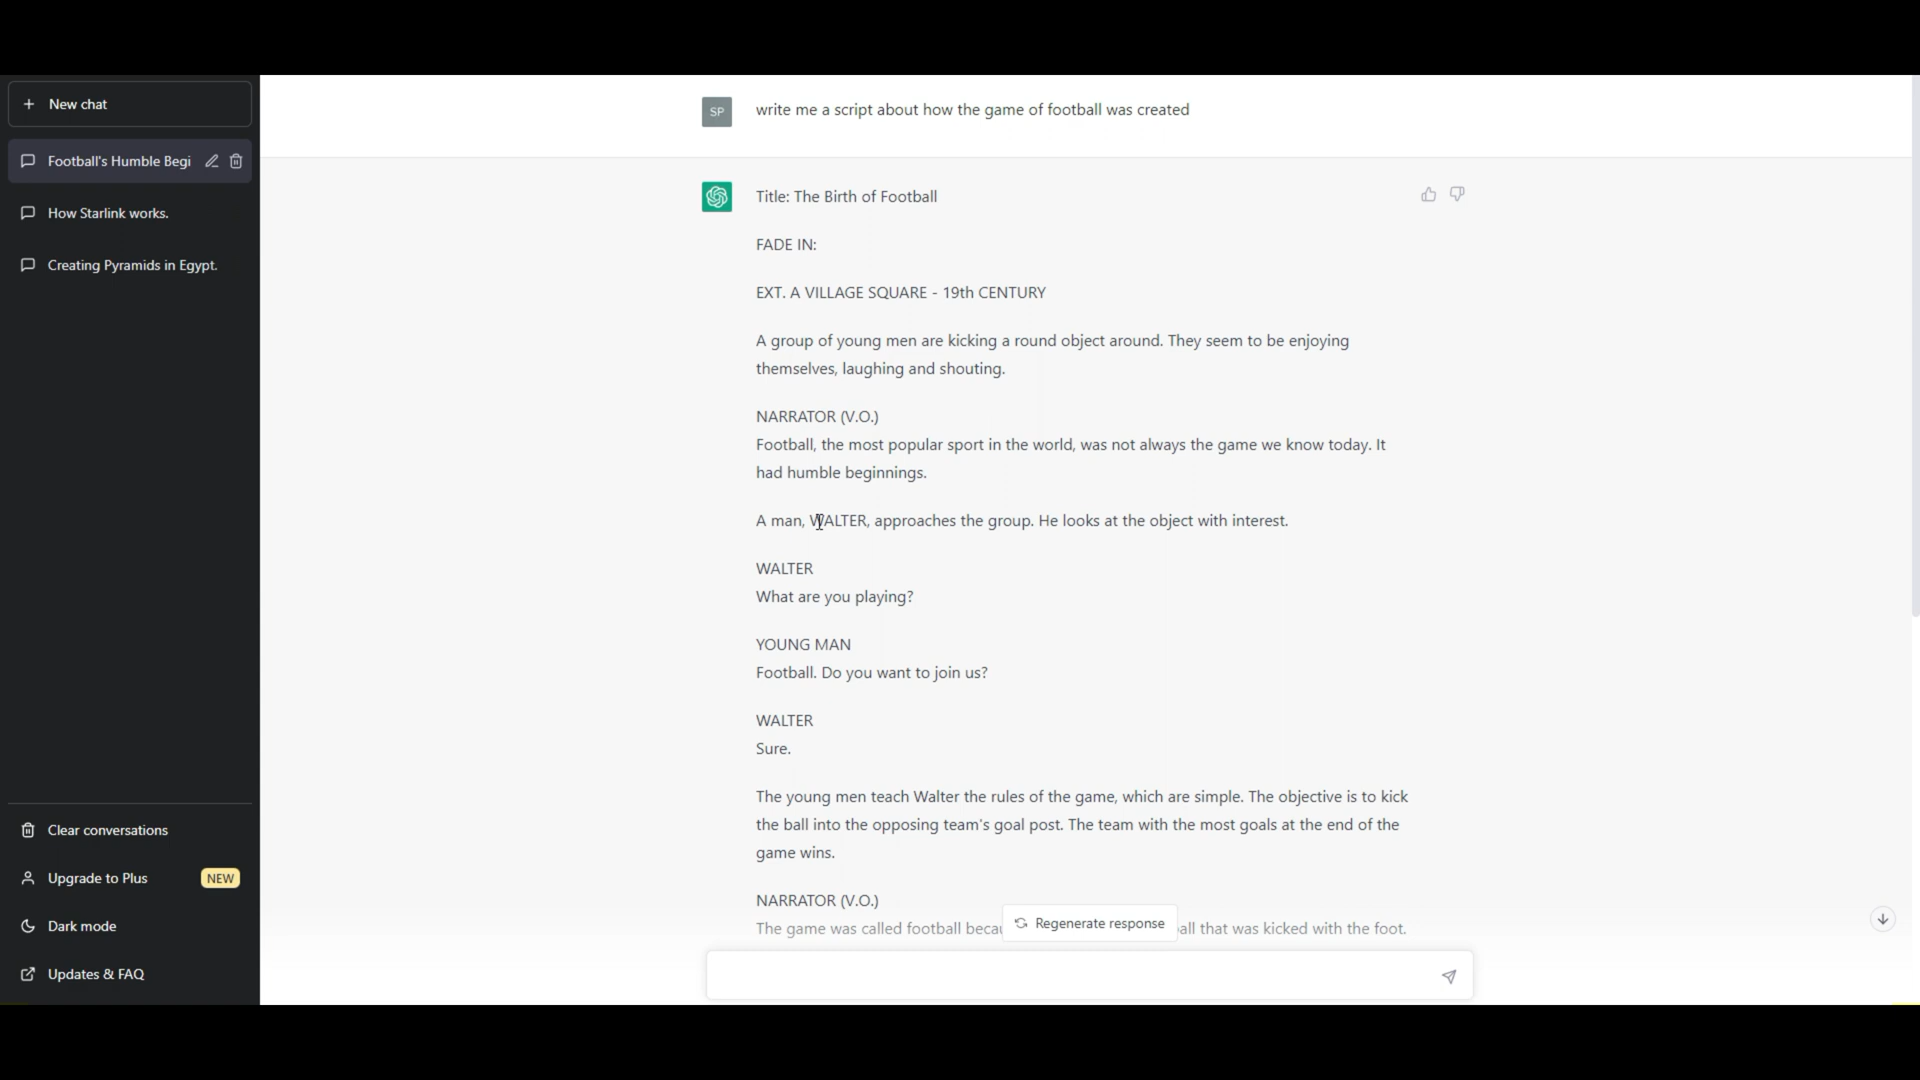 New chat
Football's Humble Begi
How Starlink works.
Creating Pyramids in Egypt.
Clear conversations
Upgrade to Plus
NEW
Dark mode
Updates & FAQ
SP
write me a script about how the game of football was created
Title: The Birth of Football
FADE IN:
EXT. A VILLAGE SQUARE - 19th CENTURY
A group of young men are kicking a round object around. They seem to be enjoying
themselves, laughing and shouting.
NARRATOR (V.O.)
Football, the most popular sport in the world, was not always the game we know today. It
had humble beginnings.
A man, WALTER, approaches the group. He looks at the object with interest.
WALTER
What are you playing?
YOUNG MAN
Football. Do you want to join us?
WALTER
Sure.
The young men teach Walter the rules of the game, which are simple. The objective is to kick
the ball into the opposing team's goal post. The team with the most goals at the end of the
game wins.
NARRATOR (V.O.)
The game was called football that was kicked with the foot.
Regenerate response